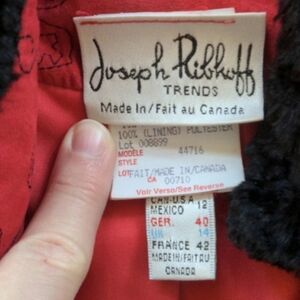 Joseph Ribkoff
TRENDS
Made in/Fait au Canada
100% (LINING) POLYESTER
Lot 008899
MODÈLE
STYLE 44716
LOT FAIT/MADE IN/CANADA
CA 00710
Voir Verso/See Reverse
CAN-U.S.A 12
MEXICO
GER. 40
UK 14
FRANCE 42
MADE IN/FAIT AU
CANADA